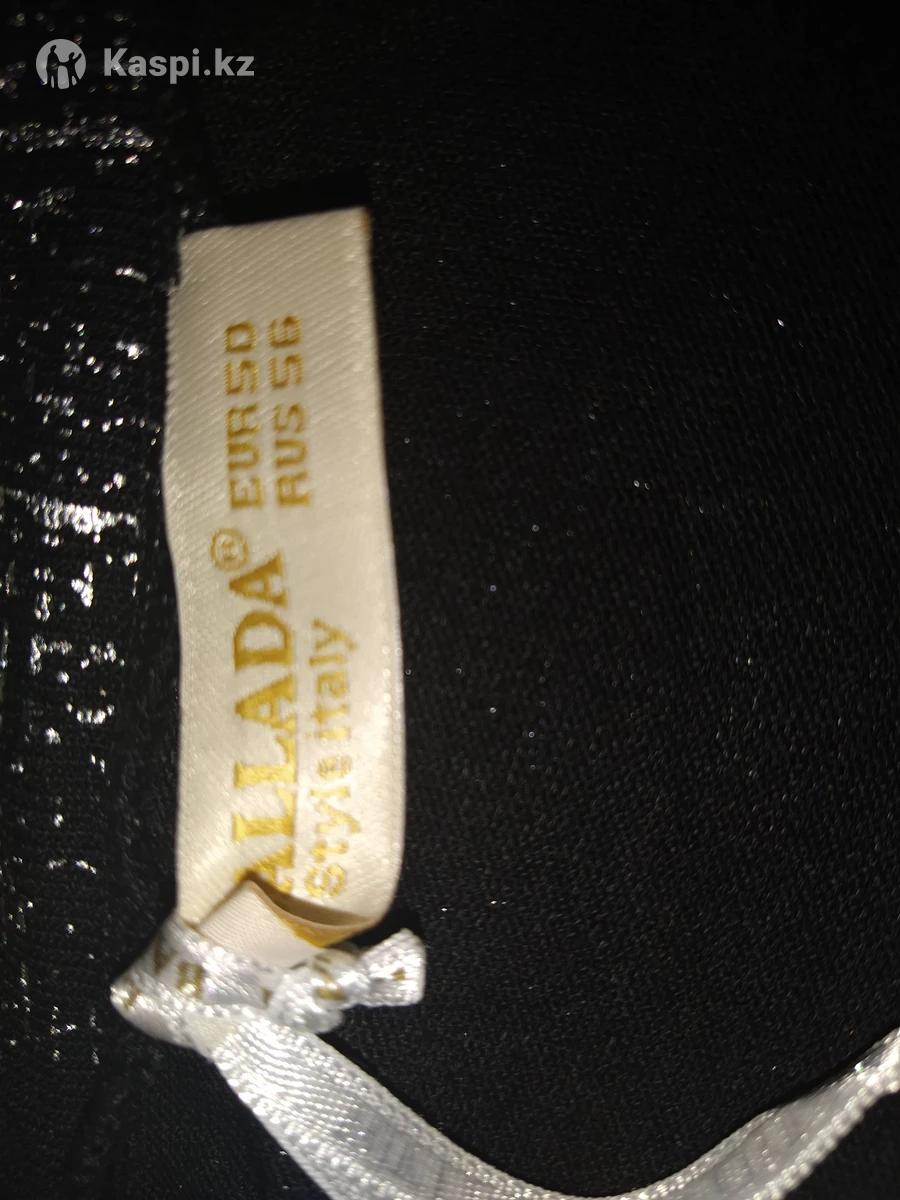 Kaspi.kz
ALLADA®
Style italy
EUR 50
RUS 56